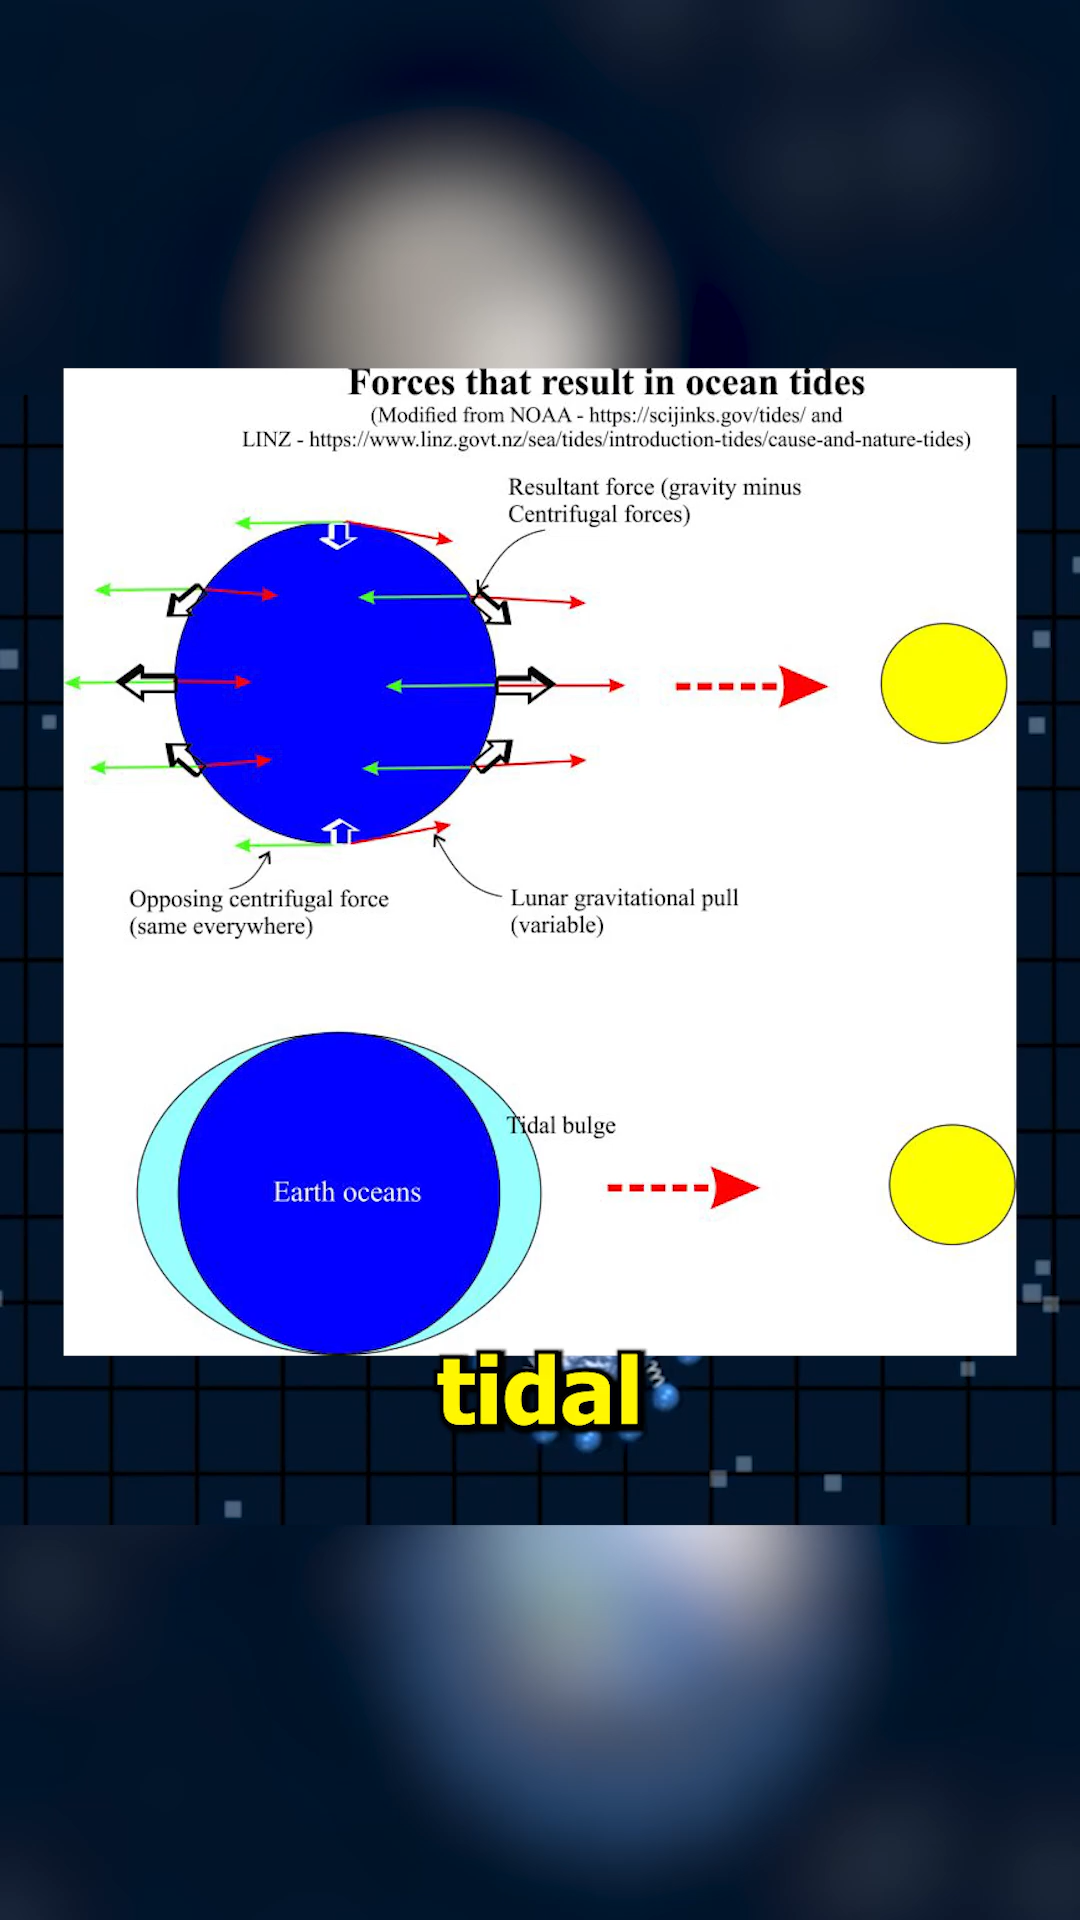 Forces that result in ocean tides
(Modified from NOAA - https://scijinks.gov/tides/ and
LINZ - https://www.linz.govt.nz/sea/tides/introduction-tides/cause-and-nature-tides)
Resultant force (gravity minus
Centrifugal forces)
Opposing centrifugal force
(same everywhere)
Lunar gravitational pull
(variable)
Tidal bulge
Earth oceans
tidal